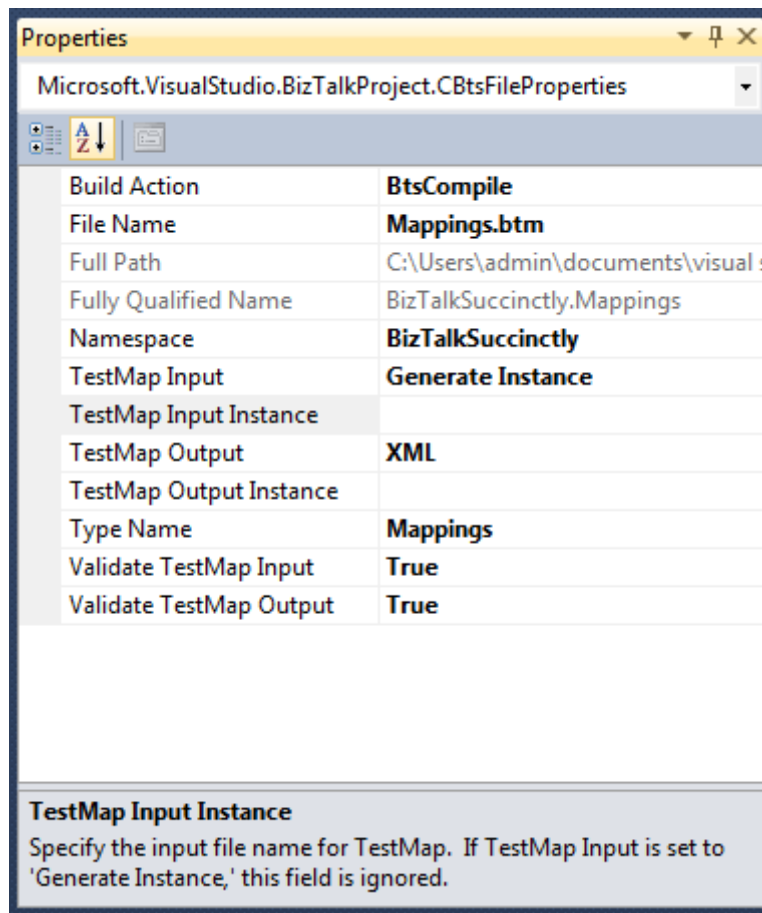 Properties
Microsoft.VisualStudio.BizTalkProject.CBtsFileProperties
A
Z
Build Action BtsCompile
File Name Mappings.btm
Full Path C:\Users\admin\documents\visual
Fully Qualified Name BizTalkSuccinctly.Mappings
Namespace BizTalkSuccinctly
TestMap Input Generate Instance
TestMap Input Instance
TestMap Output XML
TestMap Output Instance
Type Name Mappings
Validate TestMap Input True
Validate TestMap Output True
TestMap Input Instance
Specify the input file name for TestMap. If TestMap Input is set to
'Generate Instance,' this field is ignored.